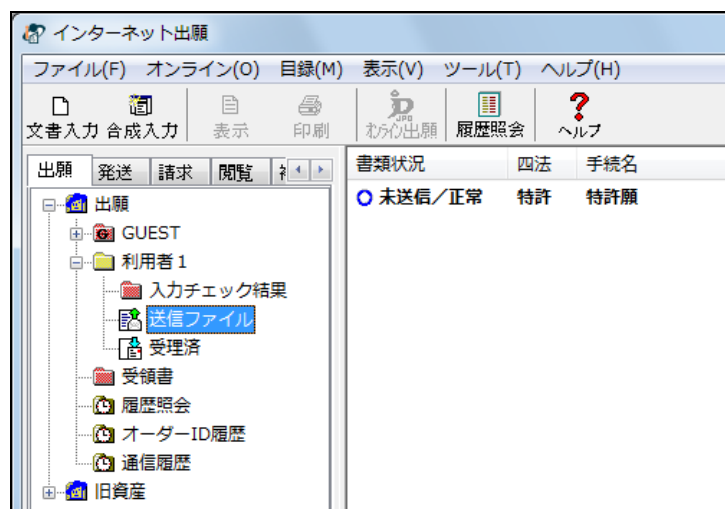 インターネット出願
ファイル(F) オンライン(O) 目録(M) 表示(V) ツール(T) ヘルプ(H)
文書入力 合成入力 表示 印刷 オンライン出願 履歴照会 ヘルプ
出願 発送 請求 閲覧
書類状況 四法 手続名
未送信／正常 特許 特許願
出願
GUEST
利用者１
入力チェック結果
送信ファイル
受理済
受領書
履歴照会
オーダーID履歴
通信履歴
旧資産